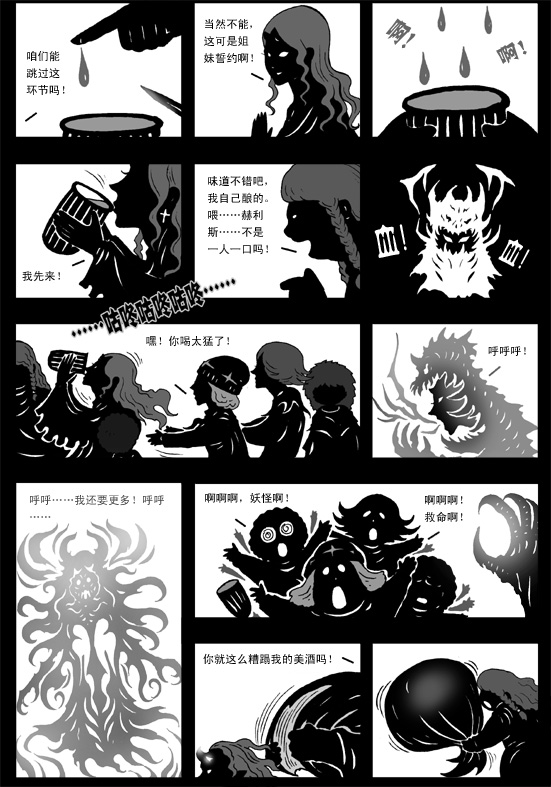 咱们能
跳过这
环节吗！
当然不能，
这可是姐
妹誓约啊！
啊！
啊！
我先来！
味道不错吧，
我自己酿的。
喂……赫利
斯……不是
一人一口吗！
血！
血！
……咕咚咕咚咕咚……
嘿！你喝太猛了！
呼呼呼！
呼呼……我还要更多！呼呼
……
啊啊啊，妖怪啊！
啊啊啊！
救命啊！
你就这么糟蹋我的美酒吗！